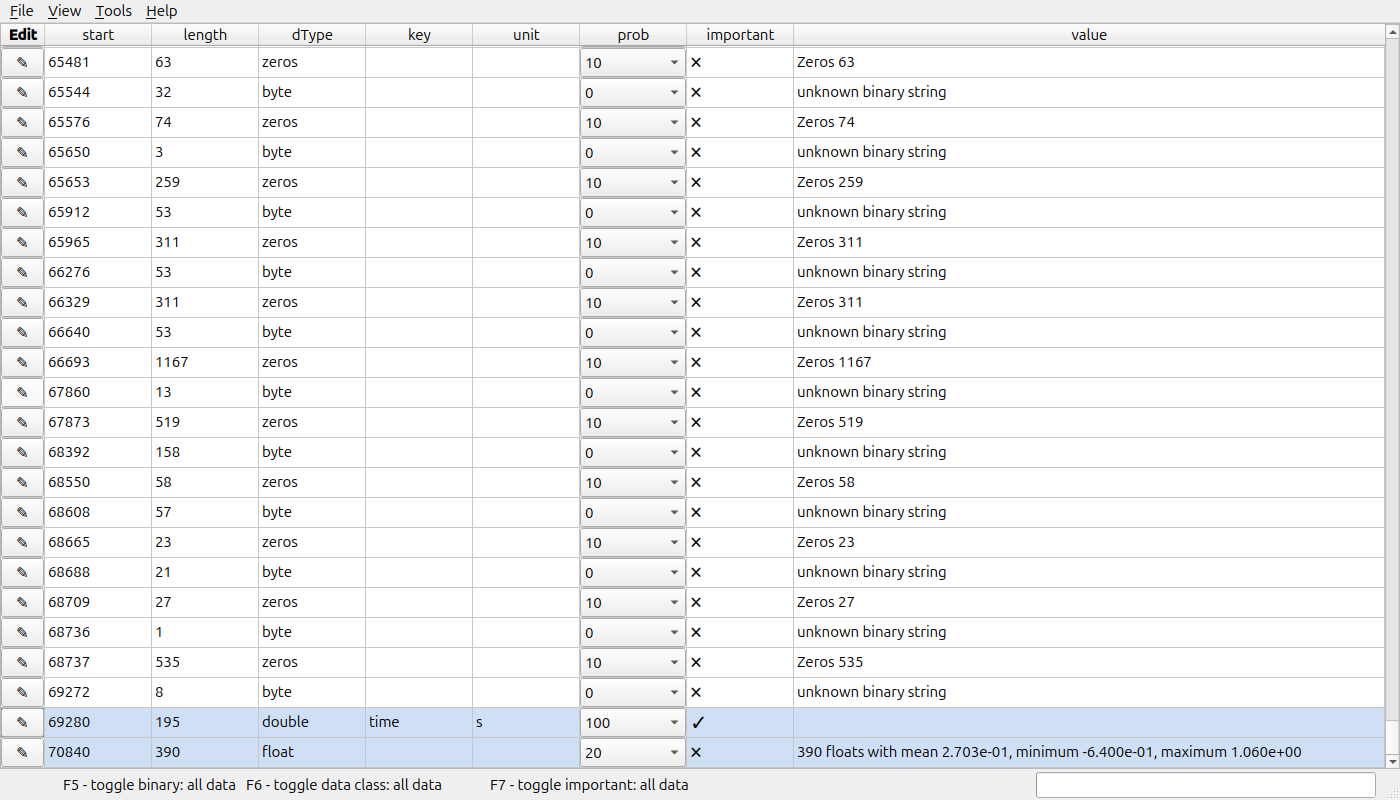 File View Tools Help
Edit start length dType key unit prob important value
✎ 65481 63 zeros 10 ✕ Zeros 63
✎ 65544 32 byte 0 ✕ unknown binary string
✎ 65576 74 zeros 10 ✕ Zeros 74
✎ 65650 3 byte 0 ✕ unknown binary string
✎ 65653 259 zeros 10 ✕ Zeros 259
✎ 65912 53 byte 0 ✕ unknown binary string
✎ 65965 311 zeros 10 ✕ Zeros 311
✎ 66276 53 byte 0 ✕ unknown binary string
✎ 66329 311 zeros 10 ✕ Zeros 311
✎ 66640 53 byte 0 ✕ unknown binary string
✎ 66693 1167 zeros 10 ✕ Zeros 1167
✎ 67860 13 byte 0 ✕ unknown binary string
✎ 67873 519 zeros 10 ✕ Zeros 519
✎ 68392 158 byte 0 ✕ unknown binary string
✎ 68550 58 zeros 10 ✕ Zeros 58
✎ 68608 57 byte 0 ✕ unknown binary string
✎ 68665 23 zeros 10 ✕ Zeros 23
✎ 68688 21 byte 0 ✕ unknown binary string
✎ 68709 27 zeros 10 ✕ Zeros 27
✎ 68736 1 byte 0 ✕ unknown binary string
✎ 68737 535 zeros 10 ✕ Zeros 535
✎ 69272 8 byte 0 ✕ unknown binary string
✎ 69280 195 double time s 100 ✓
✎ 70840 390 float 20 ✕ 390 floats with mean 2.703e-01, minimum -6.400e-01, maximum 1.060e+00
F5 - toggle binary: all data F6 - toggle data class: all data F7 - toggle important: all data